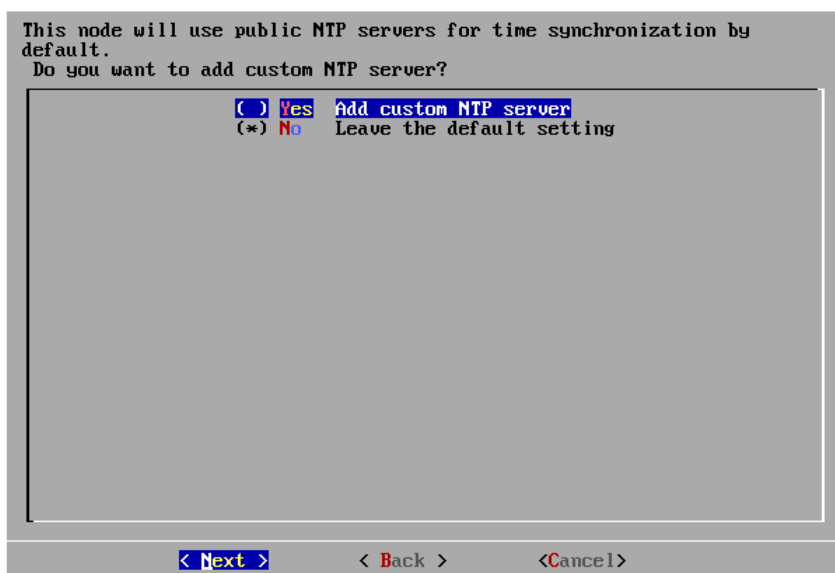 This node will use public NTP servers for time synchronization by
default.
Do you want to add custom NTP server?
( ) Yes Add custom NTP server
(*) No Leave the default setting
< Next > < Back > <Cancel>